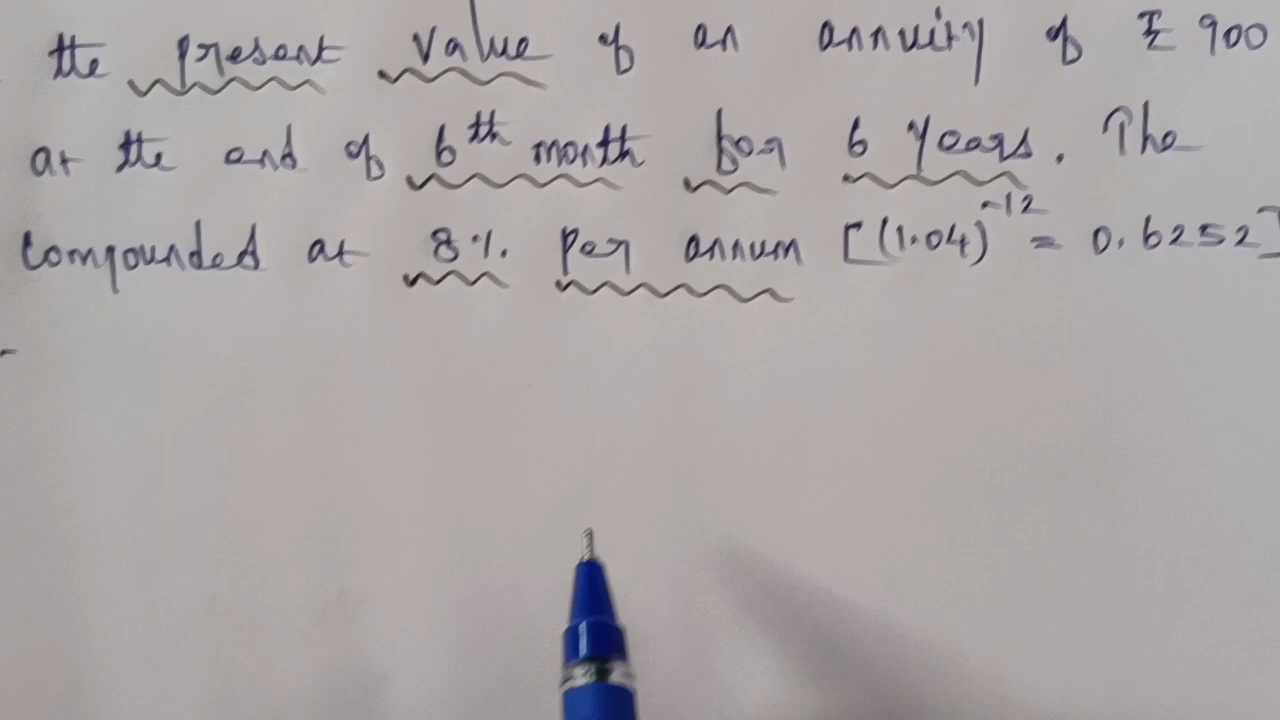 the present value of an annuity of ₹ 900
at the end of 6th month for 6 years. The
compounded at 8% per annum [(1.04)^-12 = 0.6252]